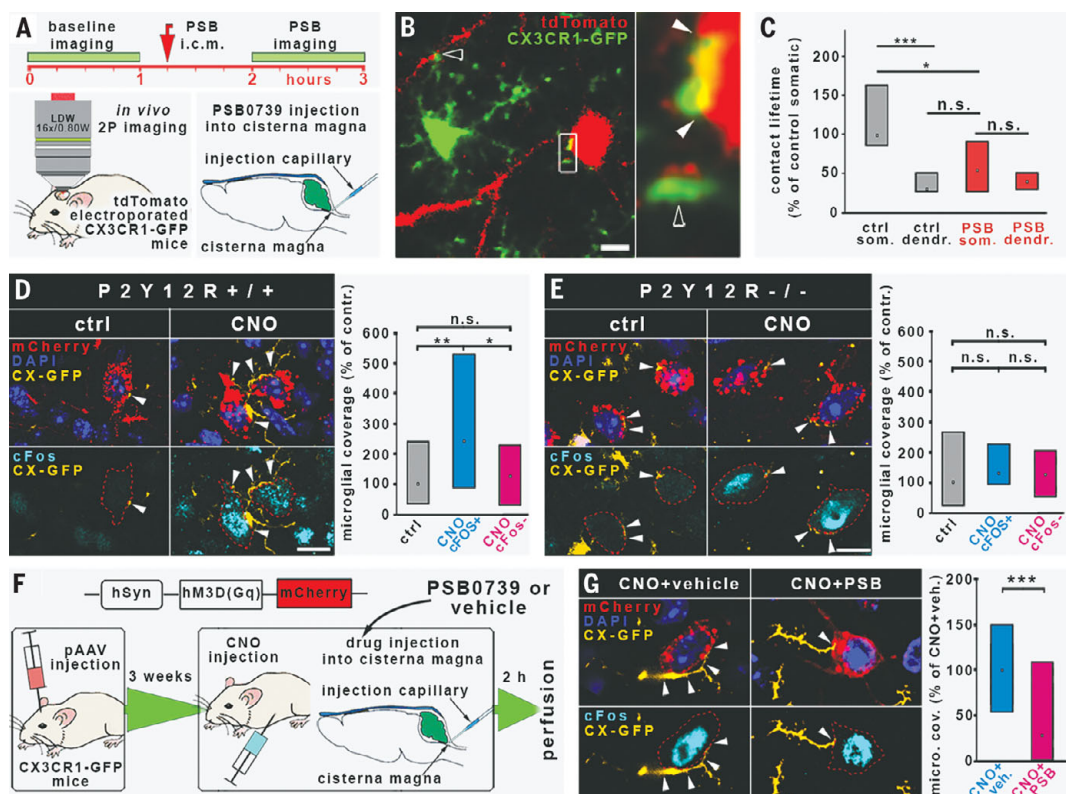 A
baseline
imaging
PSB
i.c.m.
PSB
imaging
0
1
2
3
hours
LDW
16x/0.80W
in vivo
2P imaging
tdTomato
electroporated
CX3CR1-GFP
mice
PSB0739 injection
into cisterna magna
injection capillary
cisterna magna
B
tdTomato
CX3CR1-GFP
C
contact lifetime
(% of control somatic)
200
150
100
50
0
***
*
n.s.
n.s.
ctrl
som.
ctrl
dendr.
PSB
som.
PSB
dendr.
D
P2Y12R+/+
ctrl
CNO
mCherry
DAPI
CX-GFP
cFos
CX-GFP
microglial coverage (% of contr.)
600
500
400
300
200
100
0
n.s.
**
*
ctrl
CNO
cFOS+
CNO
cFos-
E
P2Y12R-/-
ctrl
CNO
mCherry
DAPI
CX-GFP
cFos
CX-GFP
microglial coverage (% of contr.)
600
500
400
300
200
100
0
n.s.
n.s.
n.s.
ctrl
CNO
cFOS+
CNO
cFos-
F
hSyn
hM3D(Gq)
mCherry
PSB0739 or
vehicle
pAAV
injection
CX3CR1-GFP
mice
3 weeks
CNO
injection
drug injection
into cisterna magna
injection capillary
cisterna magna
2 h
perfusion
G
CNO+vehicle
CNO+PSB
mCherry
DAPI
CX-GFP
cFos
CX-GFP
micro. cov. (% of CNO+veh.)
200
150
100
50
0
***
CNO+
veh.
CNO+
PSB